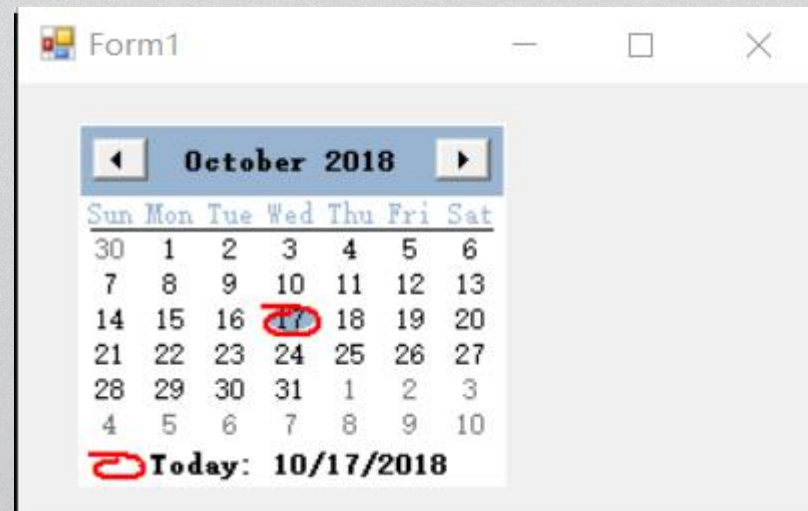 Form1
October 2018
Sun Mon Tue Wed Thu Fri Sat
30 1 2 3 4 5 6
7 8 9 10 11 12 13
14 15 16 17 18 19 20
21 22 23 24 25 26 27
28 29 30 31 1 2 3
4 5 6 7 8 9 10
Today: 10/17/2018